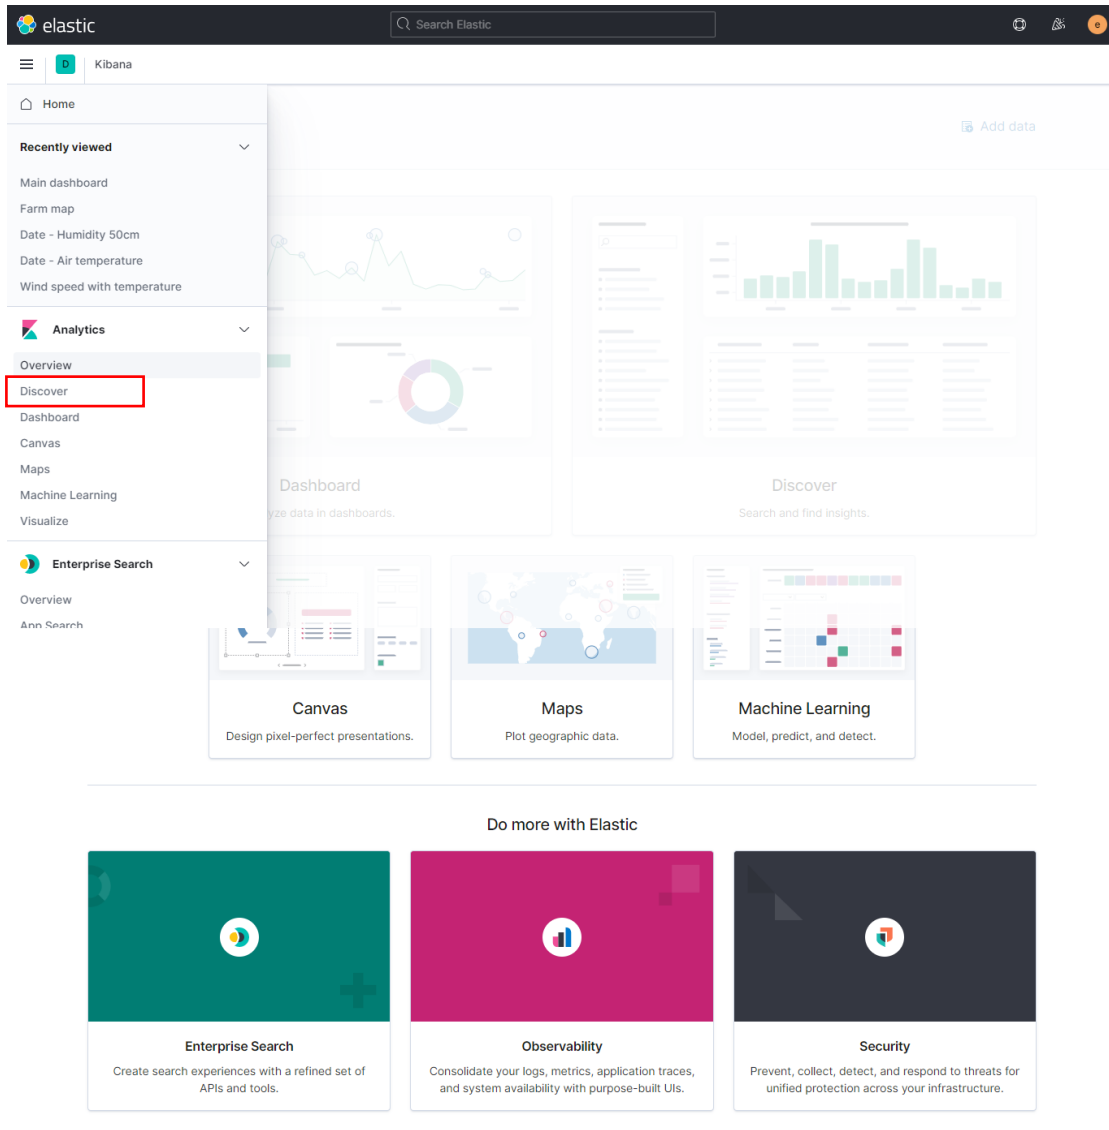 elastic
Search Elastic
e
D
Kibana
Home
Add data
Recently viewed
Main dashboard
Farm map
Date - Humidity 50cm
Date - Air temperature
Wind speed with temperature
Analytics
Overview
Discover
Dashboard
Canvas
Maps
Machine Learning
Visualize
Enterprise Search
Overview
App Search
Dashboard
data in dashboards.
Discover
Search and find insights.
Canvas
Design pixel-perfect presentations.
Maps
Plot geographic data.
Machine Learning
Model, predict, and detect.
Do more with Elastic
Enterprise Search
Create search experiences with a refined set of
APIs and tools.
Observability
Consolidate your logs, metrics, application traces,
and system availability with purpose-built UIs.
Security
Prevent, collect, detect, and respond to threats for
unified protection across your infrastructure.